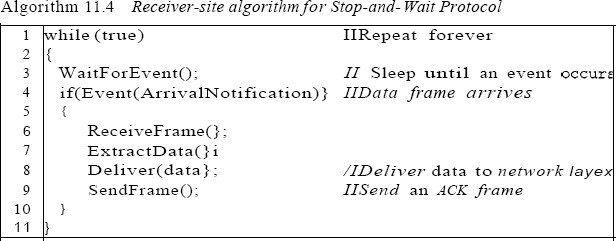 Algorithm 11.4 Receiver-site algorithm for Stop-and-Wait Protocol
1 while (true) IIRepeat forever
2 {
3 WaitForEvent(); II Sleep until an event occurs
4 if(Event(ArrivalNotification)} IIData frame arrives
5 {
6 ReceiveFrame(};
7 ExtractData(}i
8 Deliver(data}; /IDeliver data to network layex
9 SendFrame(); IISend an ACK frame
10 }
11 }